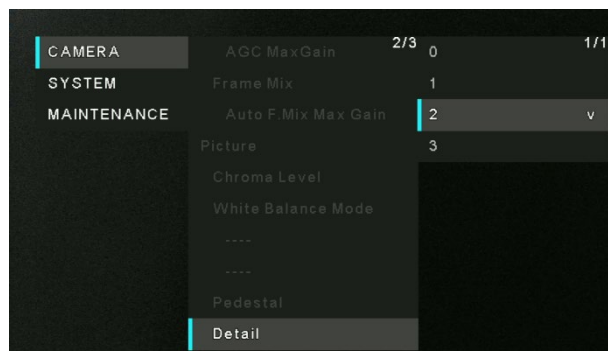 CAMERA
SYSTEM
MAINTENANCE
2/3
AGC MaxGain
Frame Mix
Auto F.Mix Max Gain
Picture
Chroma Level
White Balance Mode
----
----
Pedestal
Detail
1/1
0
1
2 v
3